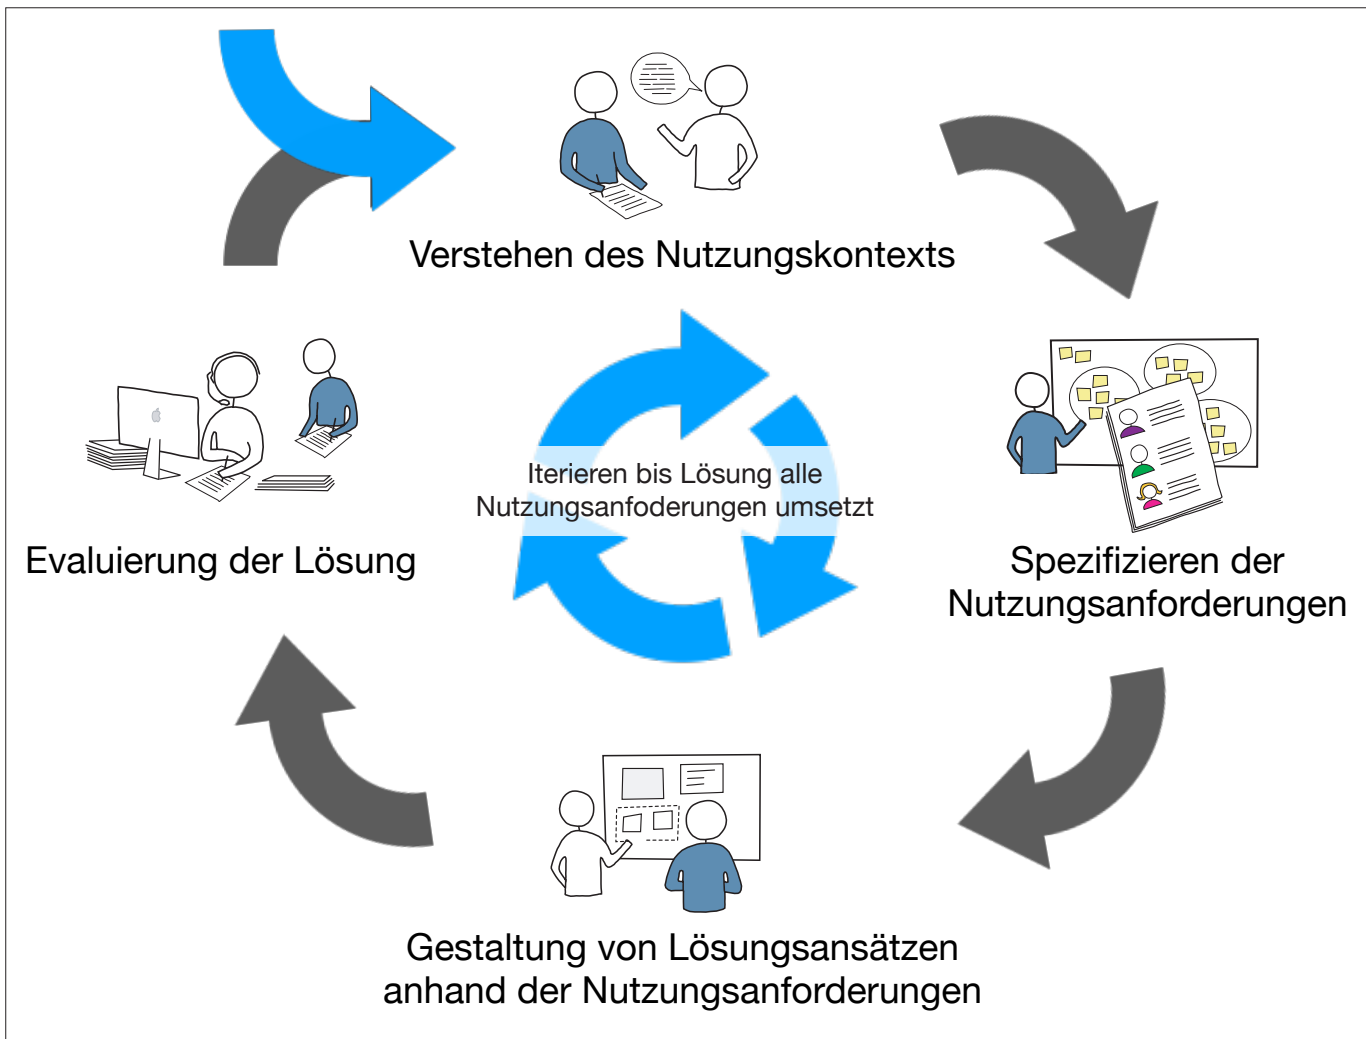 Verstehen des Nutzungskontexts
Spezifizieren der
Nutzungsanforderungen
Gestaltung von Lösungsansätzen
anhand der Nutzungsanforderungen
Evaluierung der Lösung
Iterieren bis Lösung alle
Nutzungsanfoderungen umsetzt